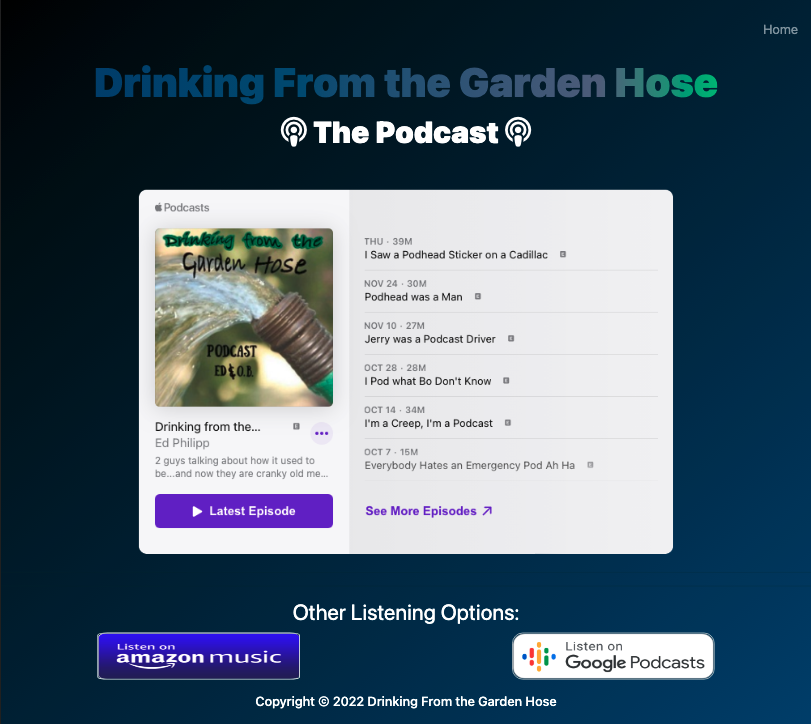 Home
Drinking From the Garden Hose
The Podcast
Podcasts
Drinking from the
Garden Hose
PODCAST
ED & O.B.
Drinking from the... E
Ed Philipp
2 guys talking about how it used to
be...and now they are cranky old me...
Latest Episode
THU · 39M
I Saw a Podhead Sticker on a Cadillac E
NOV 24 · 30M
Podhead was a Man E
NOV 10 · 27M
Jerry was a Podcast Driver E
OCT 28 · 28M
I Pod what Bo Don't Know E
OCT 14 · 34M
I'm a Creep, I'm a Podcast E
OCT 7 · 15M
Everybody Hates an Emergency Pod Ah Ha E
See More Episodes
Other Listening Options:
Listen on
amazon music
Listen on
Google Podcasts
Copyright © 2022 Drinking From the Garden Hose